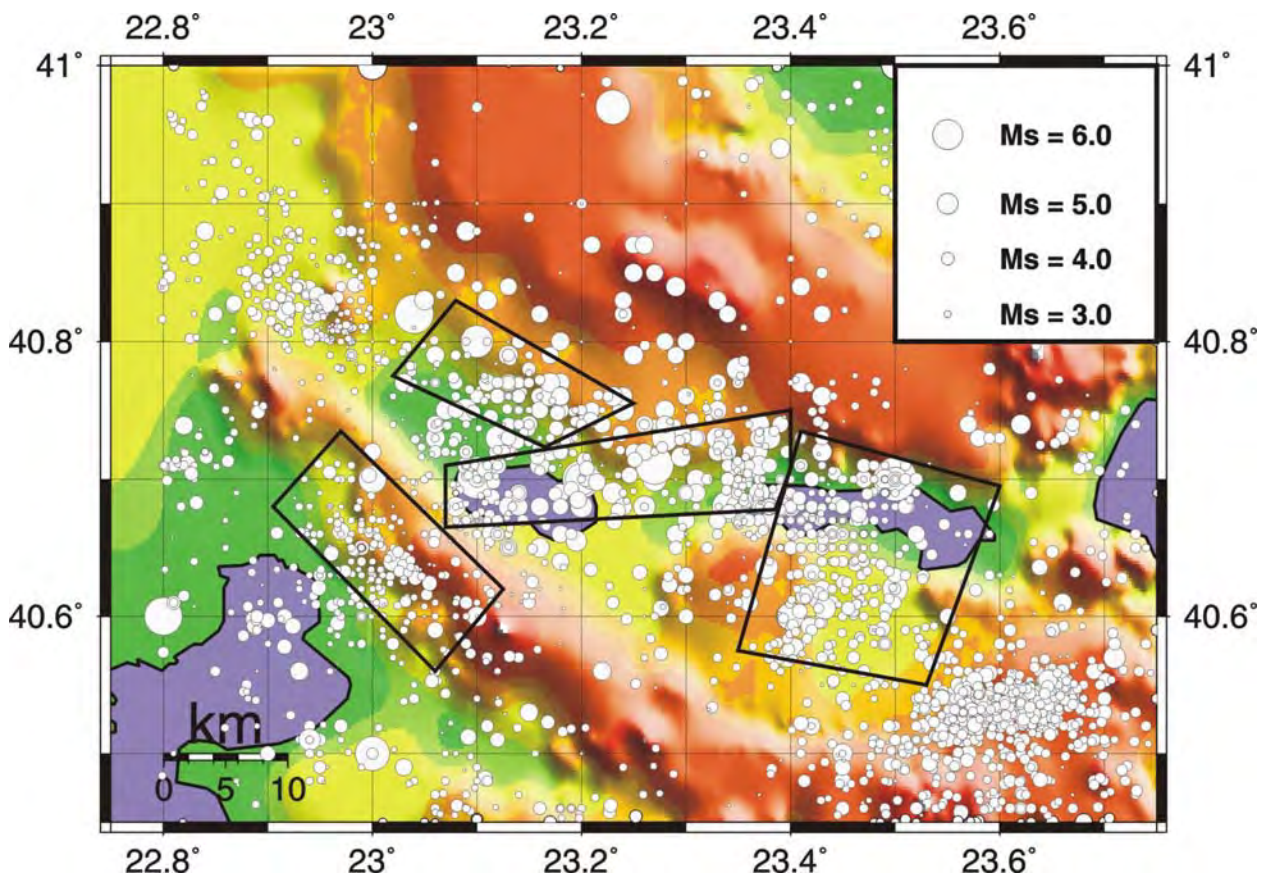 22.8° 23° 23.2° 23.4° 23.6°
41° 41°
Ms = 6.0
Ms = 5.0
Ms = 4.0
Ms = 3.0
40.8° 40.8°
40.6° 40.6°
km
0 5 10
22.8° 23° 23.2° 23.4° 23.6°